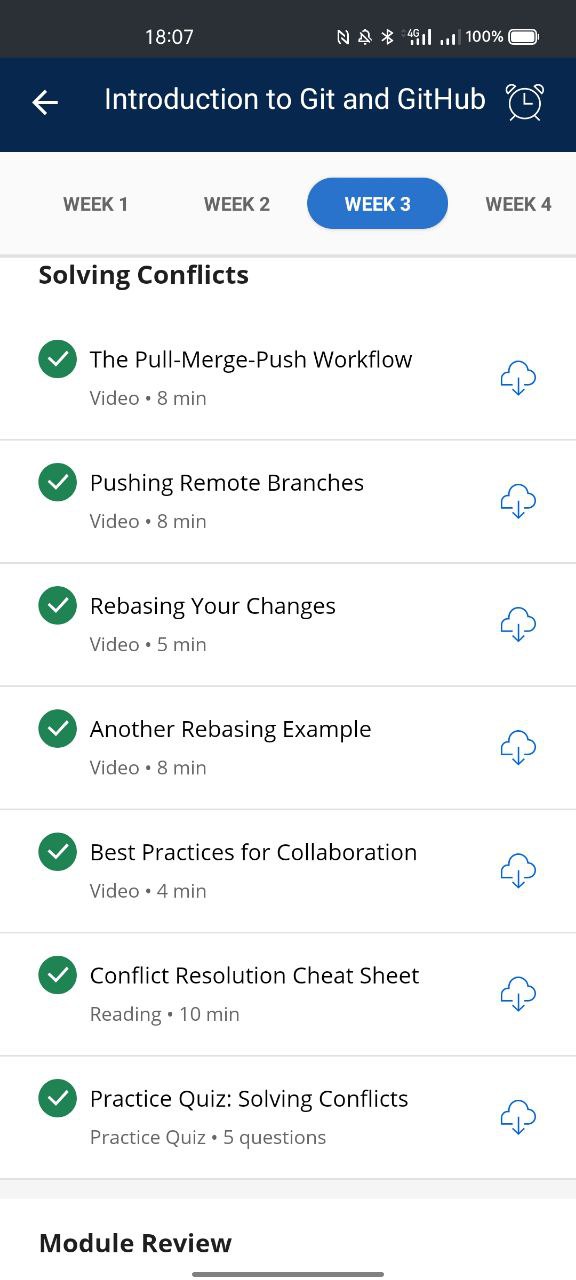 18:07
4G 100%
Introduction to Git and GitHub
WEEK 1 WEEK 2 WEEK 3 WEEK 4
Solving Conflicts
The Pull-Merge-Push Workflow
Video • 8 min
Pushing Remote Branches
Video • 8 min
Rebasing Your Changes
Video • 5 min
Another Rebasing Example
Video • 8 min
Best Practices for Collaboration
Video • 4 min
Conflict Resolution Cheat Sheet
Reading • 10 min
Practice Quiz: Solving Conflicts
Practice Quiz • 5 questions
Module Review